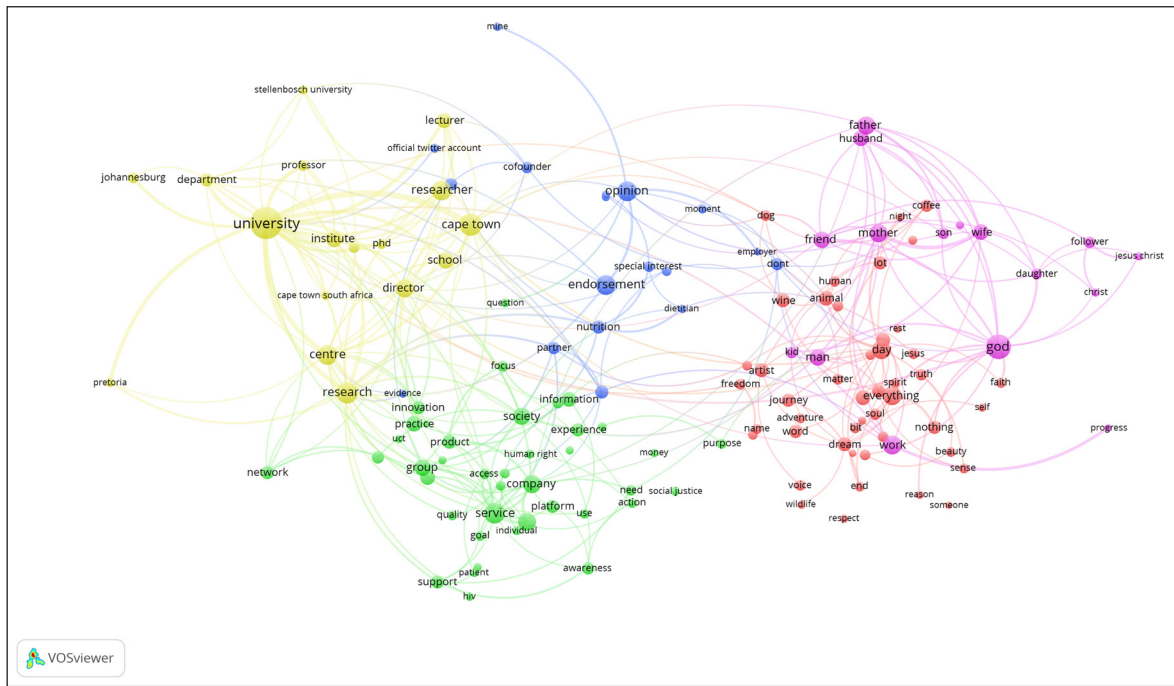 mine
stellenbosch university
lecturer
father
husband
official twitter account
professor
cofounder
johannesburg
department
researcher
opinion
coffee
moment
night
dog
university
cape town
institute
phd
friend
mother
son
wife
follower
employer
jesus christ
school
special interest
dont
lot
daughter
human
director
endorsement
cape town south africa
question
dietitian
wine
animal
christ
nutrition
rest
centre
partner
kid
man
day
jesus
god
focus
artist
truth
pretoria
freedom
matter
spirit
faith
research
evidence
information
journey
everything
self
innovation
society
adventure
soul
practice
experience
name
word
bit
nothing
progress
uct
product
human right
money
purpose
dream
work
beauty
network
group
access
sense
company
need
social justice
voice
end
action
wildlife
reason
someone
quality
service
platform
use
respect
goal
individual
support
patient
awareness
hiv
VOSviewer